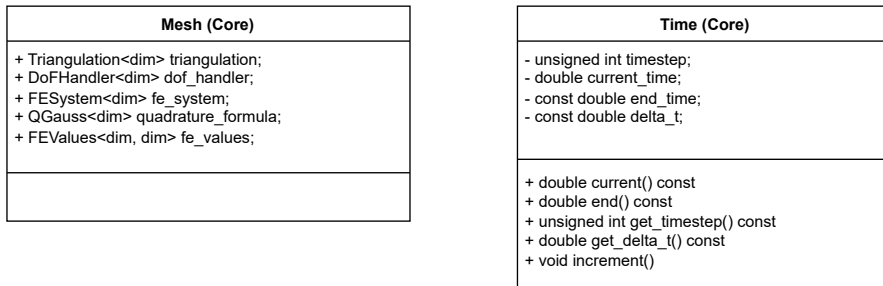 Mesh (Core)
+ Triangulation<dim> triangulation;
+ DoFHandler<dim> dof_handler;
+ FESystem<dim> fe_system;
+ QGauss<dim> quadrature_formula;
+ FEValues<dim, dim> fe_values;
Time (Core)
- unsigned int timestep;
- double current_time;
- const double end_time;
- const double delta_t;
+ double current() const
+ double end() const
+ unsigned int get_timestep() const
+ double get_delta_t() const
+ void increment()